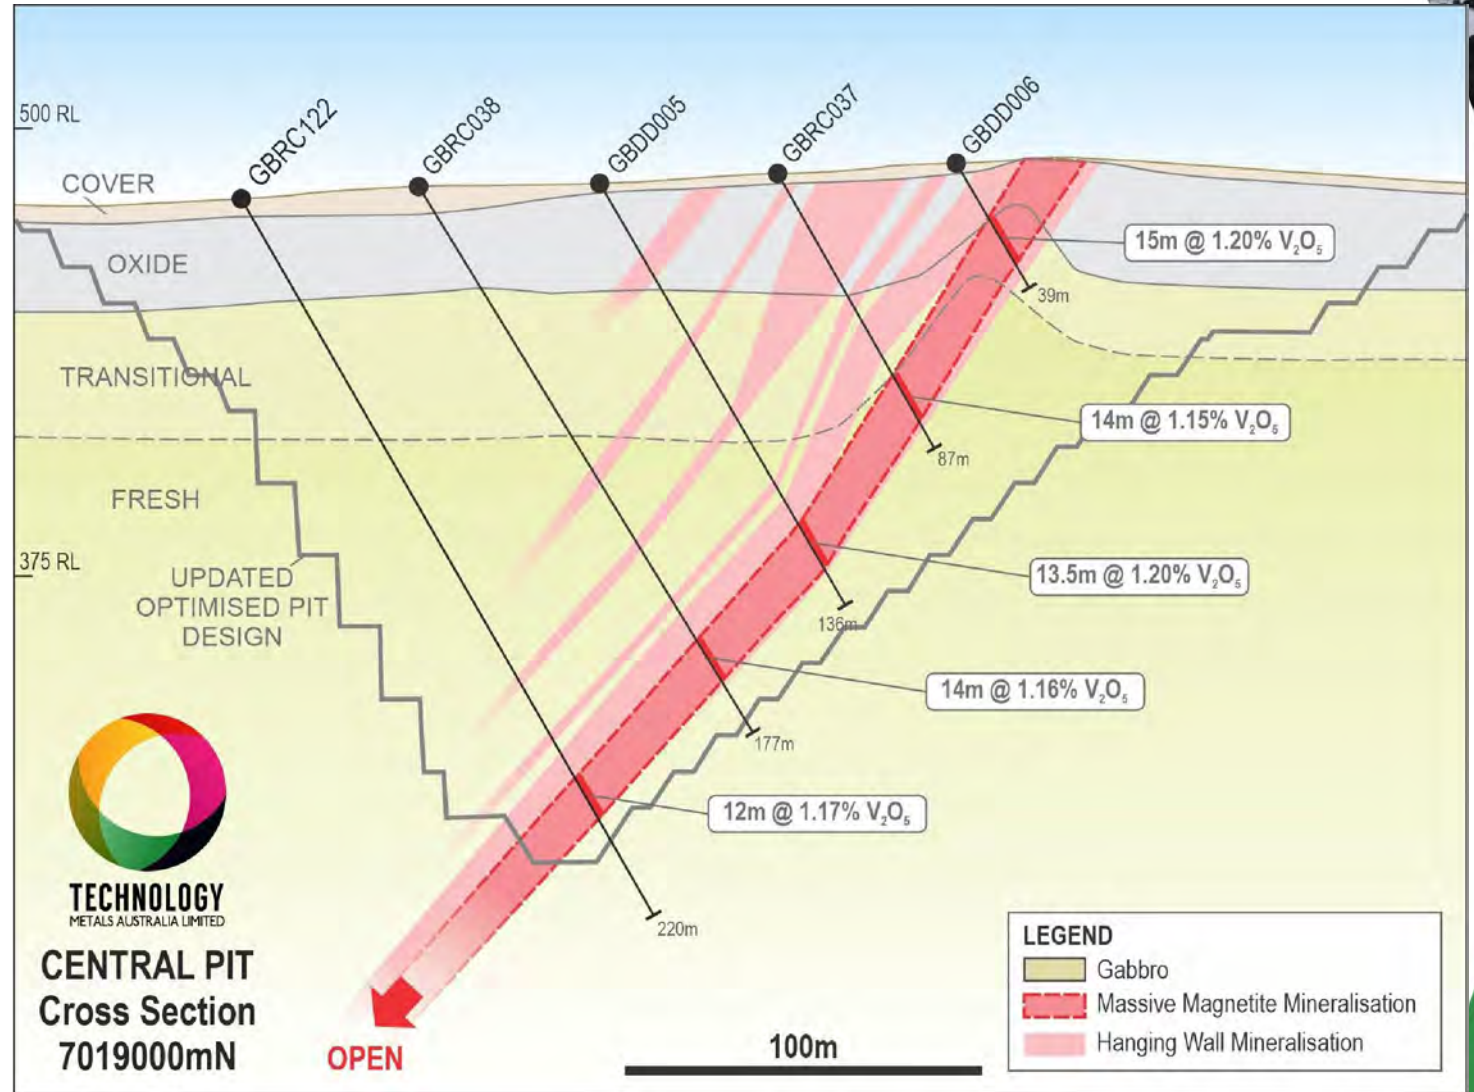 500 RL
GBRC122
GBRC038
GBDD005
GBRC037
GBDD006
COVER
OXIDE
15m @ 1.20% V₂O₅
39m
TRANSITIONAL
14m @ 1.15% V₂O₅
87m
FRESH
375 RL
UPDATED
OPTIMISED PIT
DESIGN
13.5m @ 1.20% V₂O₅
136m
14m @ 1.16% V₂O₅
177m
12m @ 1.17% V₂O₅
220m
TECHNOLOGY
METALS AUSTRALIA LIMITED
CENTRAL PIT
Cross Section
7019000mN
OPEN
100m
LEGEND
Gabbro
Massive Magnetite Mineralisation
Hanging Wall Mineralisation